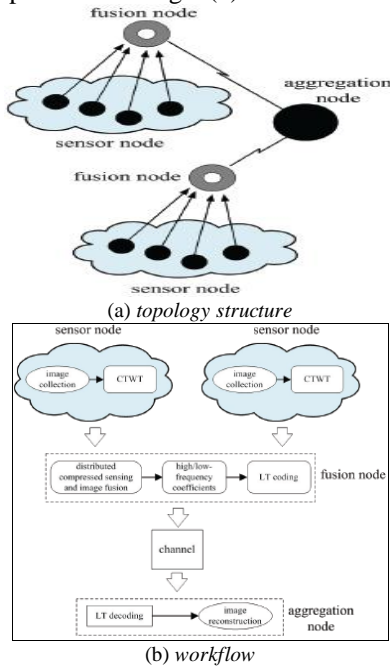 fusion node
aggregation
node
sensor node
fusion node
sensor node
(a) topology structure
sensor node
sensor node
image
collection
CTWT
image
collection
CTWT
distributed
compressed sensing
and image fusion
high/low-
frequency
coefficients
LT coding
fusion node
channel
LT decoding
image
reconstruction
aggregation
node
(b) workflow